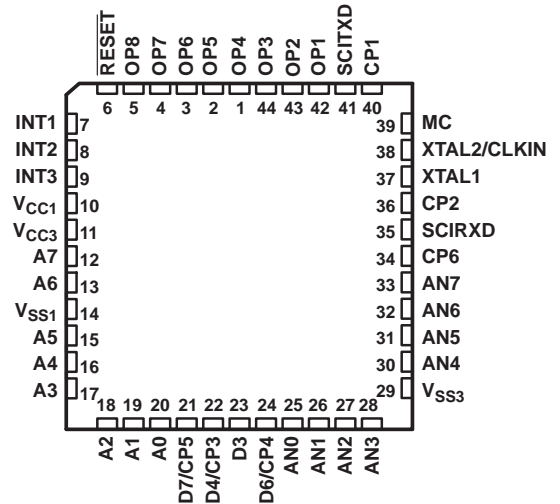 RESET OP8 OP7 OP6 OP5 OP4 OP3 OP2 OP1 SCITXD CP1
6 5 4 3 2 1 44 43 42 41 40
INT1 7 39 MC
INT2 8 38 XTAL2/CLKIN
INT3 9 37 XTAL1
VCC1 10 36 CP2
VCC3 11 35 SCIRXD
A7 12 34 CP6
A6 13 33 AN7
VSS1 14 32 AN6
A5 15 31 AN5
A4 16 30 AN4
A3 17 29 VSS3
18 19 20 21 22 23 24 25 26 27 28
A2 A1 A0 D7/CP5 D4/CP3 D3 D6/CP4 AN0 AN1 AN2 AN3